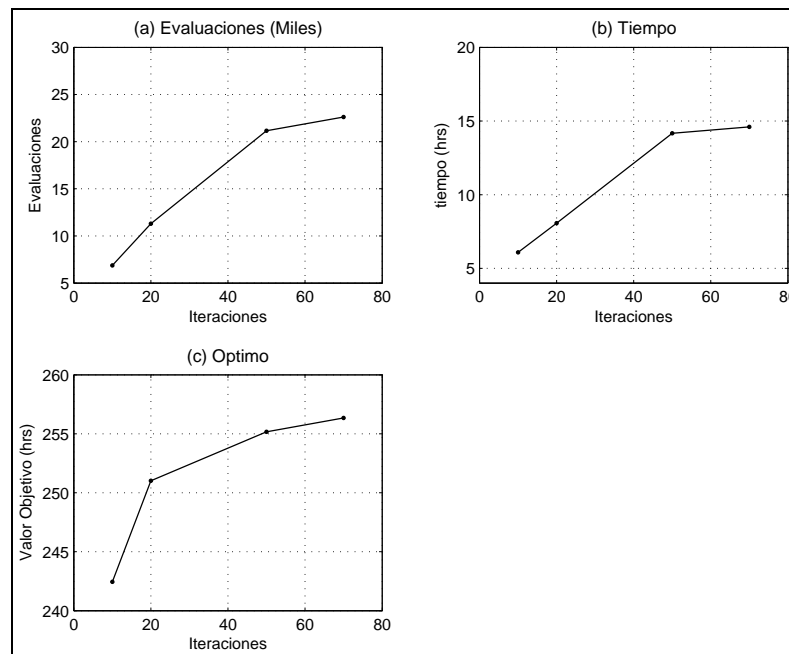 (a) Evaluaciones (Miles)
30
25
20
15
10
5
0 20 40 60 80
Evaluaciones
Iteraciones
(b) Tiempo
20
15
10
5
0 20 40 60 80
tiempo (hrs)
Iteraciones
(c) Optimo
260
255
250
245
240
0 20 40 60 80
Valor Objetivo (hrs)
Iteraciones